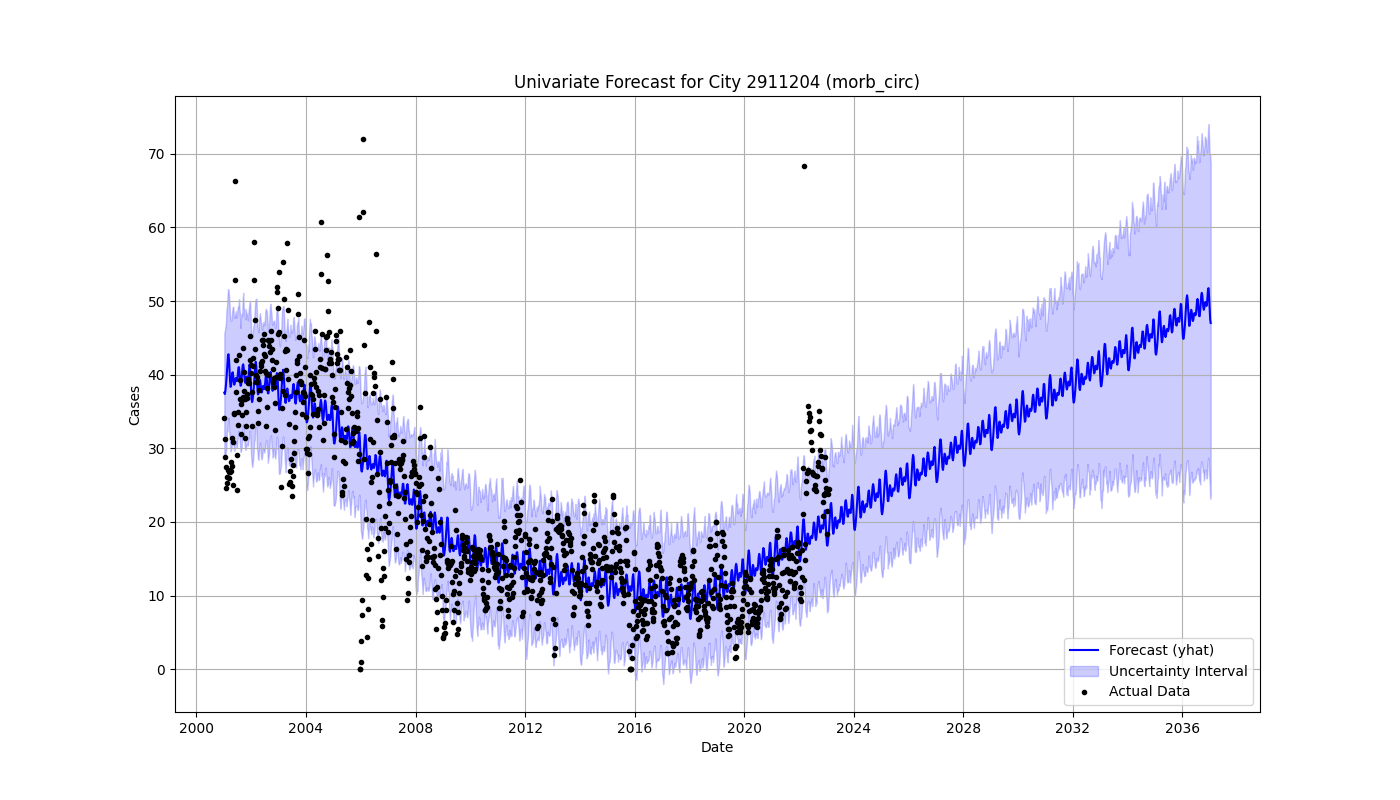 Univariate Forecast for City 2911204 (morb_circ)
Cases
70
60
50
40
30
20
10
0
2000 2004 2008 2012 2016 2020 2024 2028 2032 2036
Date
Forecast (yhat)
Uncertainty Interval
Actual Data